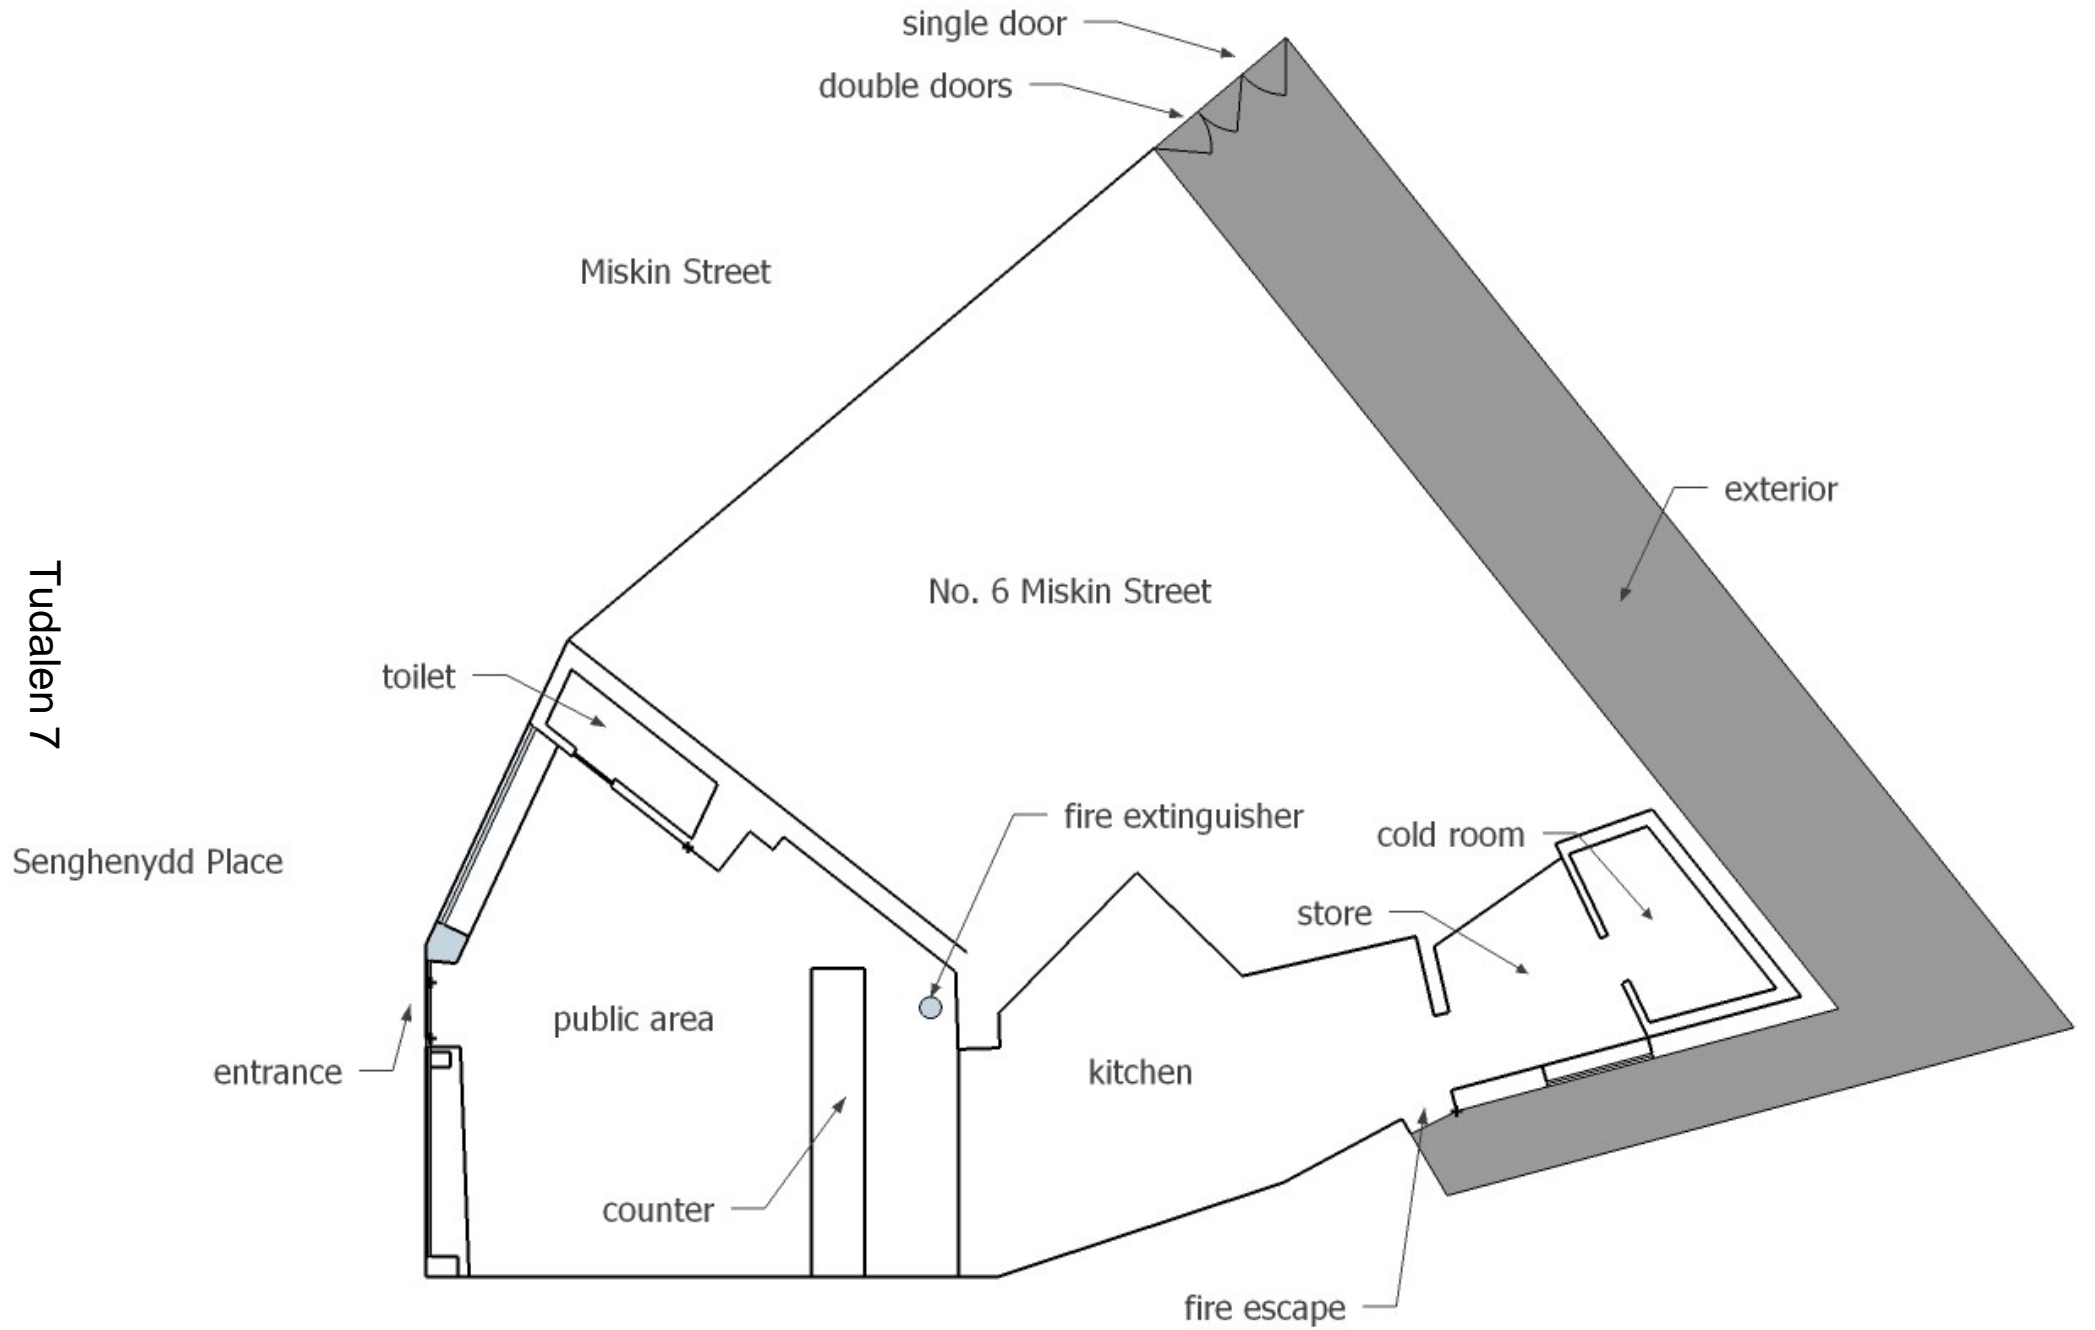 single door
double doors
Miskin Street
exterior
No. 6 Miskin Street
Tudalen 7
toilet
fire extinguisher
cold room
Senghenydd Place
store
public area
entrance
kitchen
counter
fire escape